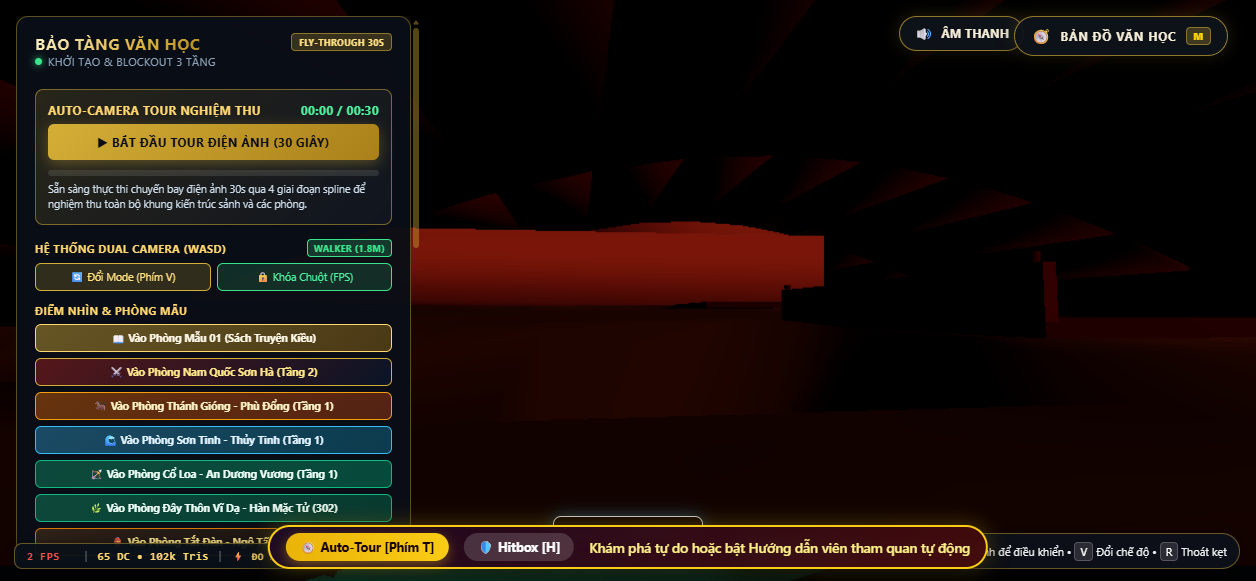 BẢO TÀNG VĂN HỌC
FLY-THROUGH 30S
KHỞI TẠO & BLOCKOUT 3 TẦNG
ÂM THANH
BẢN ĐỒ VĂN HỌC M
AUTO-CAMERA TOUR NGHIỆM THU 00:00 / 00:30
▶ BẮT ĐẦU TOUR ĐIỆN ẢNH (30 GIÂY)
Sẵn sàng thực thi chuyến bay điện ảnh 30s qua 4 giai đoạn spline để
nghiệm thu toàn bộ khung kiến trúc sảnh và các phòng.
HỆ THỐNG DUAL CAMERA (WASD) WALKER (1.8M)
Đổi Mode (Phím V) Khóa Chuột (FPS)
ĐIỂM NHÌN & PHÒNG MẪU
Vào Phòng Mẫu 01 (Sách Truyện Kiều)
Vào Phòng Nam Quốc Sơn Hà (Tầng 2)
Vào Phòng Thánh Gióng - Phù Đổng (Tầng 1)
Vào Phòng Sơn Tinh - Thủy Tinh (Tầng 1)
Vào Phòng Cổ Loa - An Dương Vương (Tầng 1)
Vào Phòng Đây Thôn Vĩ Dạ - Hàn Mặc Tử (302)
Vào Phòng Tắt Đèn - Ngô
2 FPS | 65 DC • 102k Tris |
Auto-Tour [Phím T] Hitbox [H] Khám phá tự do hoặc bật Hướng dẫn viên tham quan tự động
để điều khiển • V Đổi chế độ • R Thoát kẹt